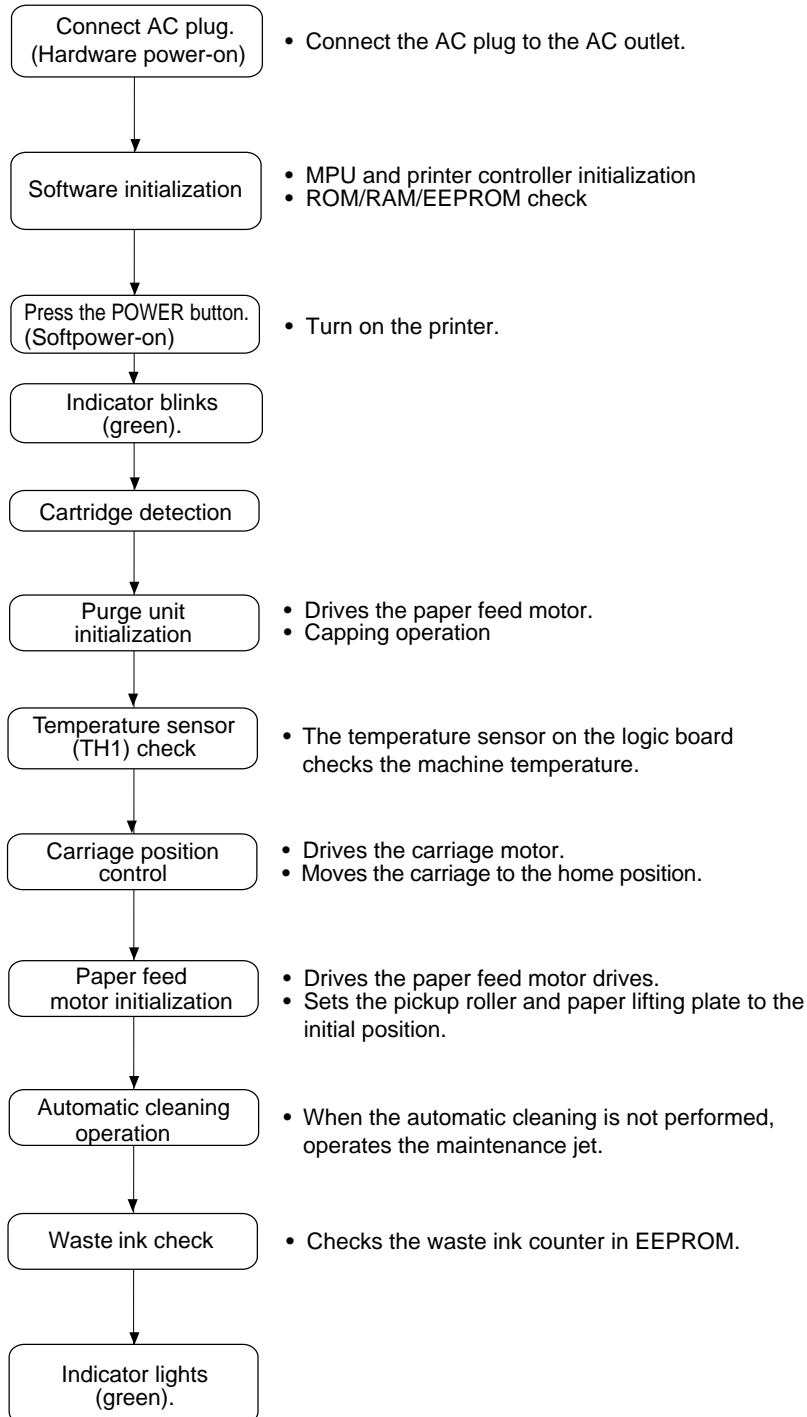 Connect AC plug.
(Hardware power-on)
• Connect the AC plug to the AC outlet.
Software initialization
• MPU and printer controller initialization
• ROM/RAM/EEPROM check
Press the POWER button.
(Softpower-on)
• Turn on the printer.
Indicator blinks
(green).
Cartridge detection
Purge unit
initialization
• Drives the paper feed motor.
• Capping operation
Temperature sensor
(TH1) check
• The temperature sensor on the logic board
checks the machine temperature.
Carriage position
control
• Drives the carriage motor.
• Moves the carriage to the home position.
Paper feed
motor initialization
• Drives the paper feed motor drives.
• Sets the pickup roller and paper lifting plate to the
initial position.
Automatic cleaning
operation
• When the automatic cleaning is not performed,
operates the maintenance jet.
Waste ink check
• Checks the waste ink counter in EEPROM.
Indicator lights
(green).